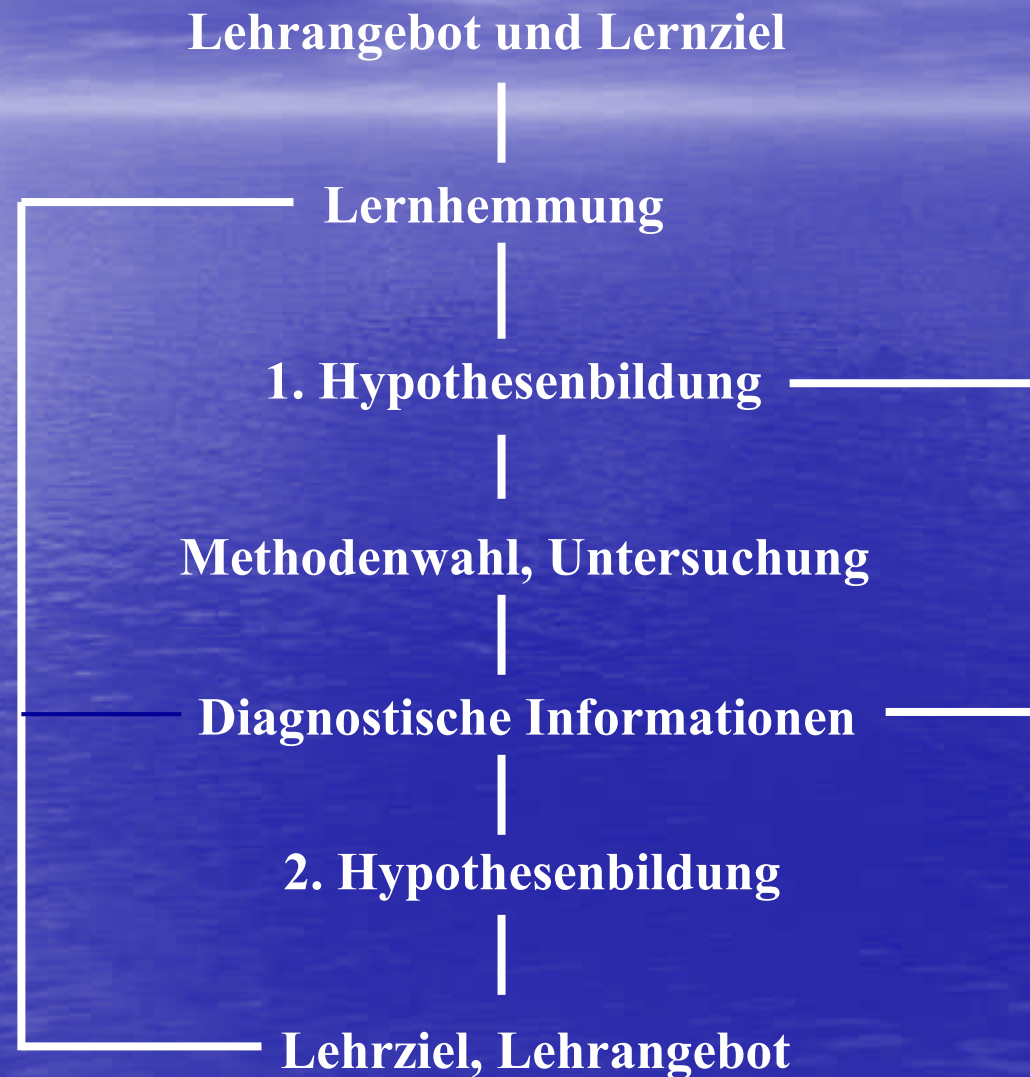 Lehrangebot und Lernziel
Lernhemmung
1. Hypothesenbildung
Methodenwahl, Untersuchung
Diagnostische Informationen
2. Hypothesenbildung
Lehrziel, Lehrangebot